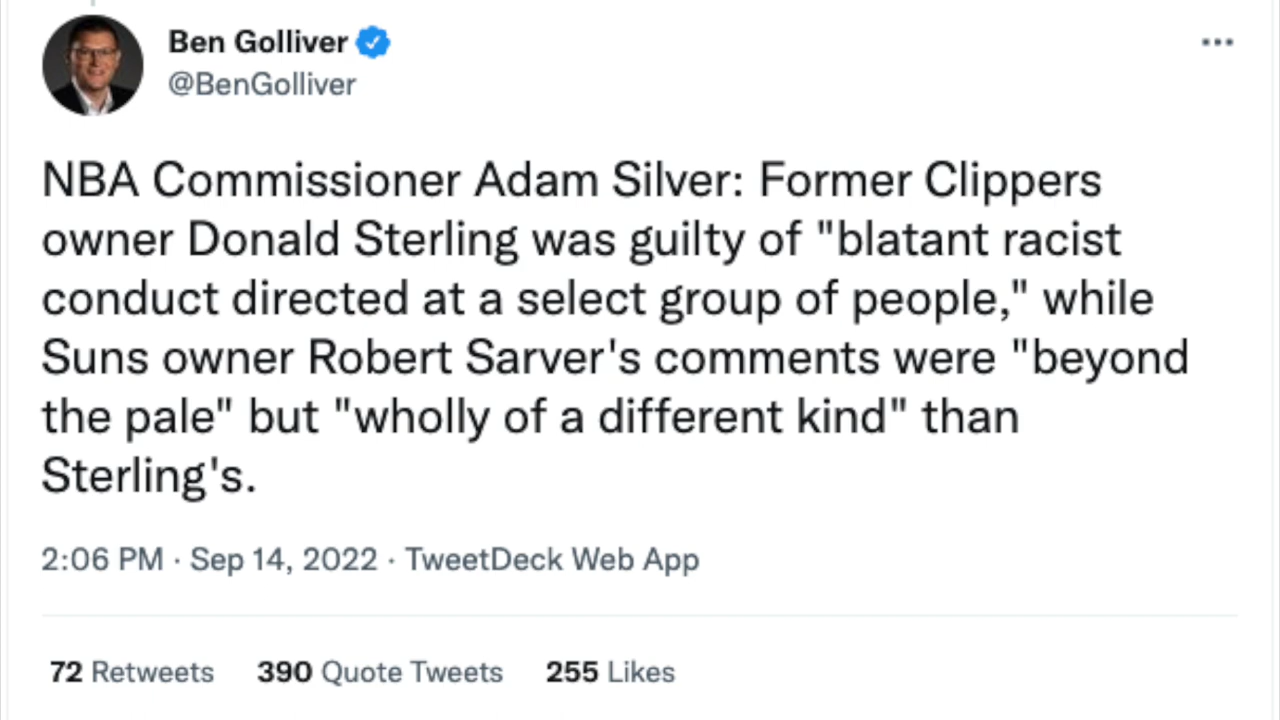 Ben Golliver
@BenGolliver
NBA Commissioner Adam Silver: Former Clippers
owner Donald Sterling was guilty of "blatant racist
conduct directed at a select group of people," while
Suns owner Robert Sarver's comments were "beyond
the pale" but "wholly of a different kind" than
Sterling's.
2:06 PM · Sep 14, 2022 · TweetDeck Web App
72 Retweets 390 Quote Tweets 255 Likes